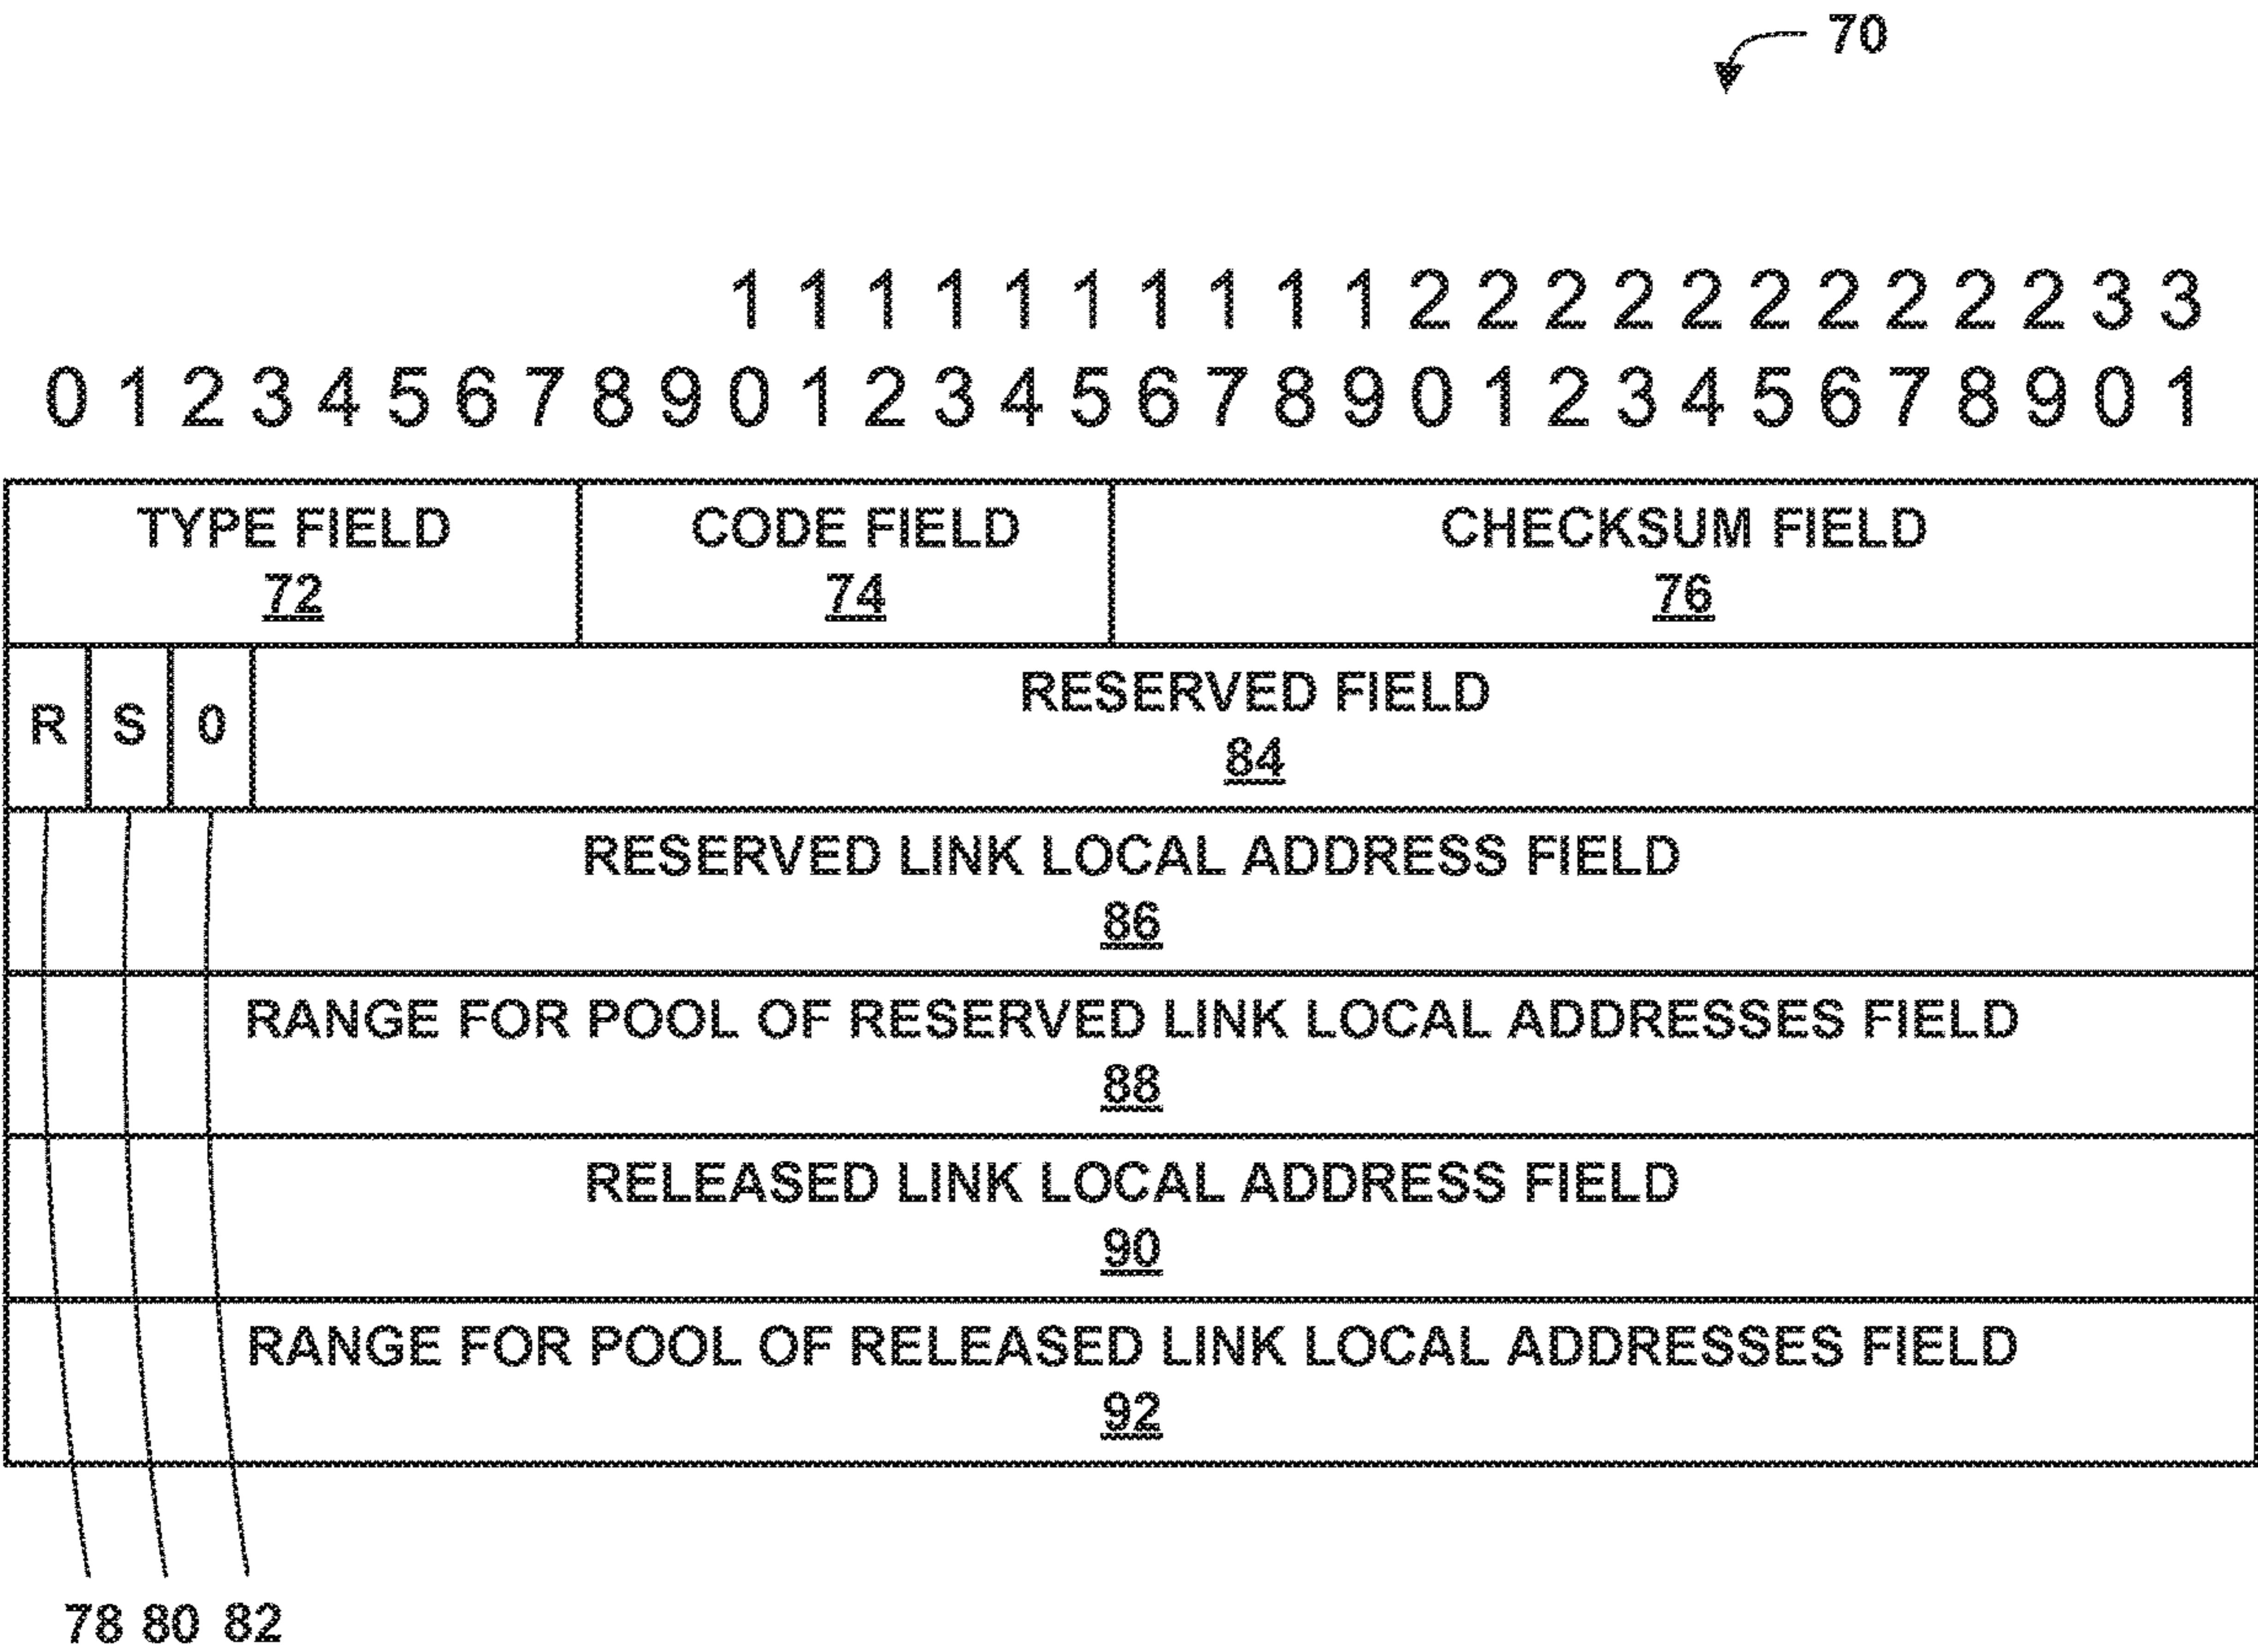 70
1 1 1 1 1 1 1 1 1 1 2 2 2 2 2 2 2 2 2 2 3 3
0 1 2 3 4 5 6 7 8 9 0 1 2 3 4 5 6 7 8 9 0 1 2 3 4 5 6 7 8 9 0 1
TYPE FIELD CODE FIELD CHECKSUM FIELD
72 74 76
R S 0 RESERVED FIELD
84
RESERVED LINK LOCAL ADDRESS FIELD
86
RANGE FOR POOL OF RESERVED LINK LOCAL ADDRESSES FIELD
88
RELEASED LINK LOCAL ADDRESS FIELD
90
RANGE FOR POOL OF RELEASED LINK LOCAL ADDRESSES FIELD
92
78 80 82